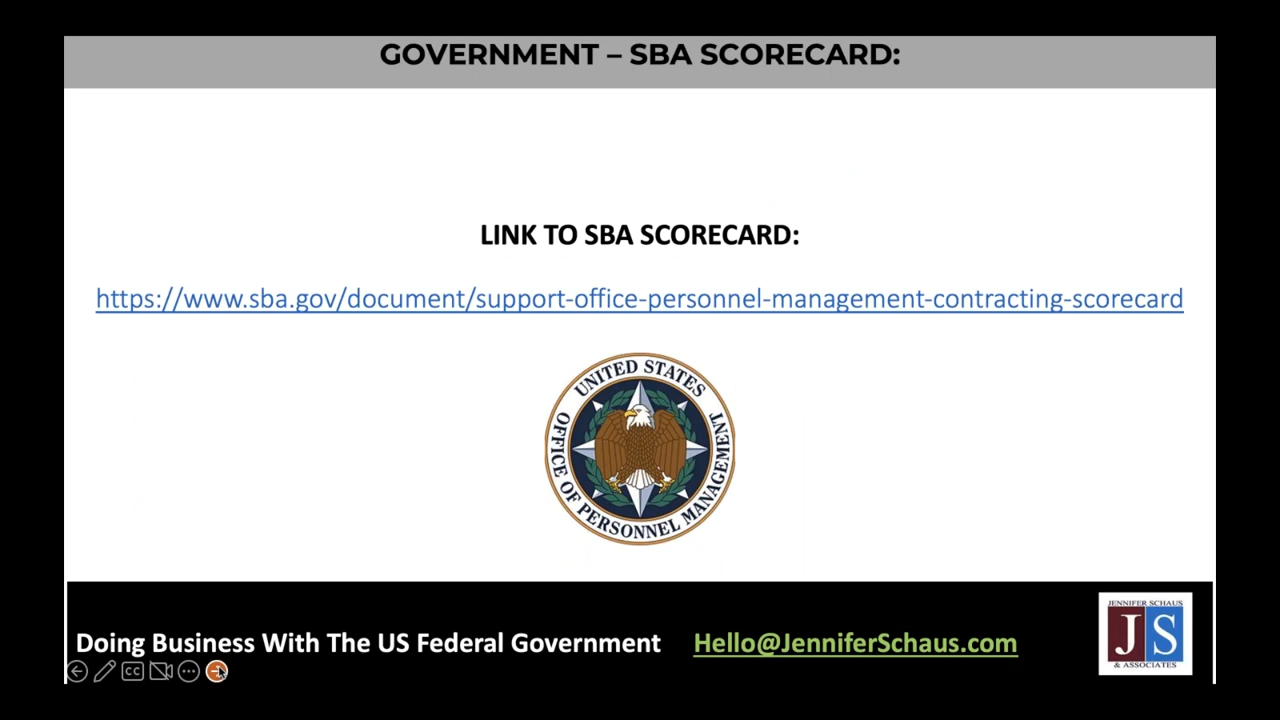 GOVERNMENT – SBA SCORECARD:
LINK TO SBA SCORECARD:
https://www.sba.gov/document/support-office-personnel-management-contracting-scorecard
UNITED STATES
OFFICE OF PERSONNEL MANAGEMENT
Doing Business With The US Federal Government Hello@JenniferSchaus.com
JENNIFER SCHAUS
JS
& ASSOCIATES
CC